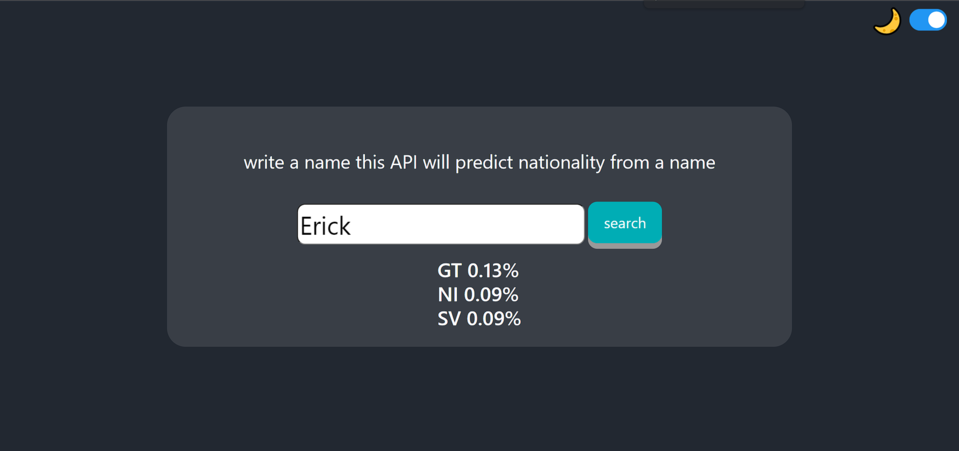 write a name this API will predict nationality from a name
Erick
search
GT 0.13%
NI 0.09%
SV 0.09%